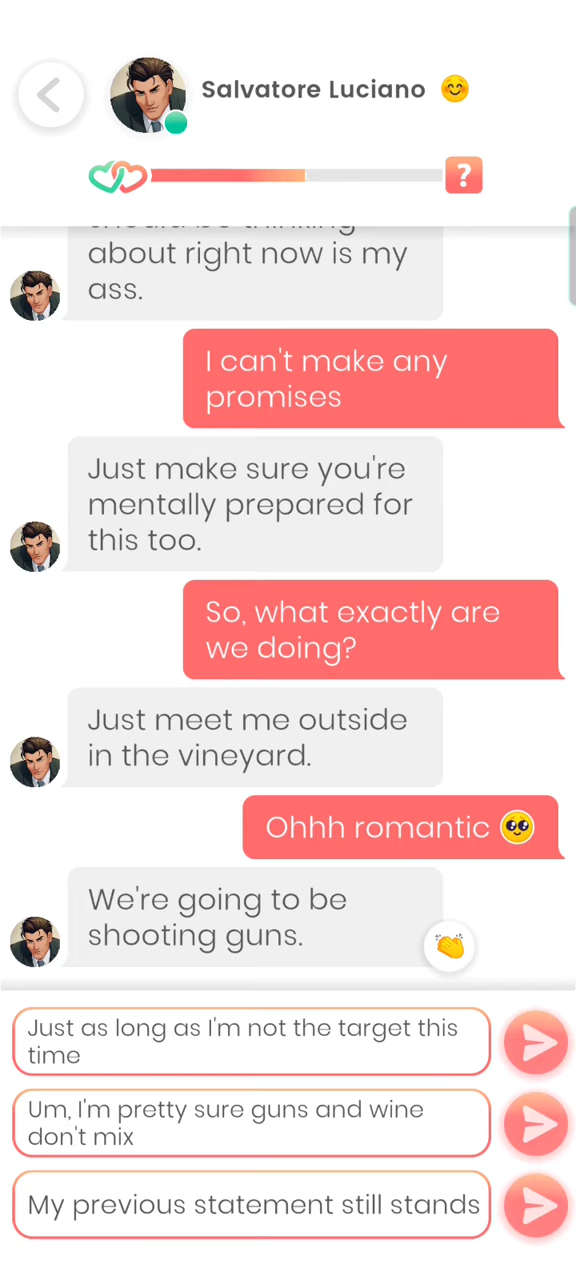 Salvatore Luciano 😊
?
about right now is my
ass.
I can't make any
promises
Just make sure you're
mentally prepared for
this too.
So, what exactly are
we doing?
Just meet me outside
in the vineyard.
Ohhh romantic 🥺
We're going to be
shooting guns.
Just as long as I'm not the target this
time
Um, I'm pretty sure guns and wine
don't mix
My previous statement still stands